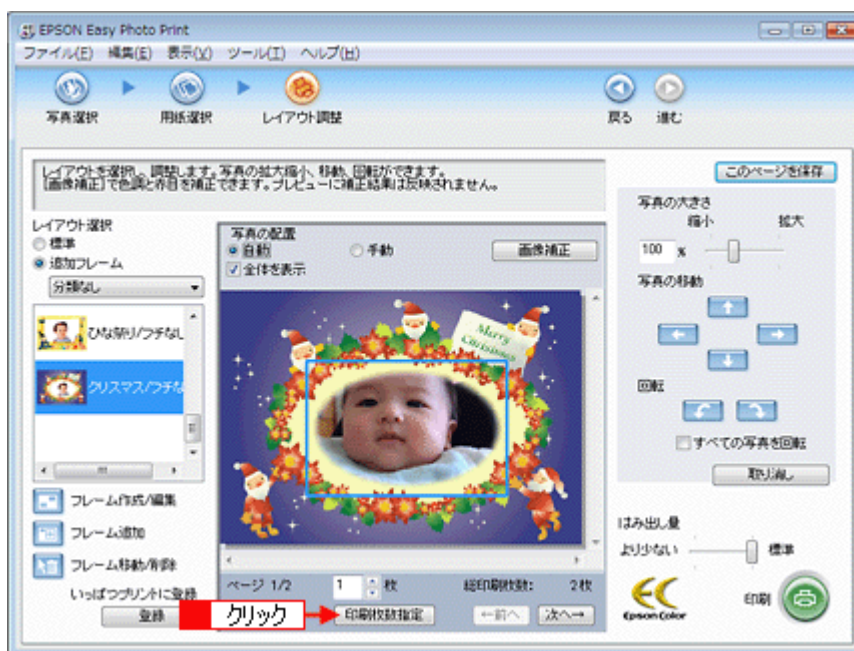 EPSON Easy Photo Print
ファイル(F) 編集(E) 表示(V) ツール(T) ヘルプ(H)
写真選択 用紙選択 レイアウト調整 戻る 進む
レイアウトを選択し、調整します。写真の拡大縮小、移動、回転ができます。
[画像補正]で色調と赤目を補正できます。プレビューに補正結果は反映されません。
このページを保存
レイアウト選択
標準
追加フレーム
分類なし
ひな祭り/フチなし
クリスマス/フチな
フレーム作成/編集
フレーム追加
フレーム移動/削除
いっぱつプリントに登録
登録
写真の配置
自動 手動 画像補正
全体を表示
Merry
Christmas
ページ 1/2 1 枚 総印刷枚数: 2枚
クリック
印刷枚数指定 ←前へ 次へ→
写真の大きさ
縮小 拡大
100 %
写真の移動
回転
すべての写真を回転
取り消し
はみ出し量
より少ない 標準
Epson Color
印刷